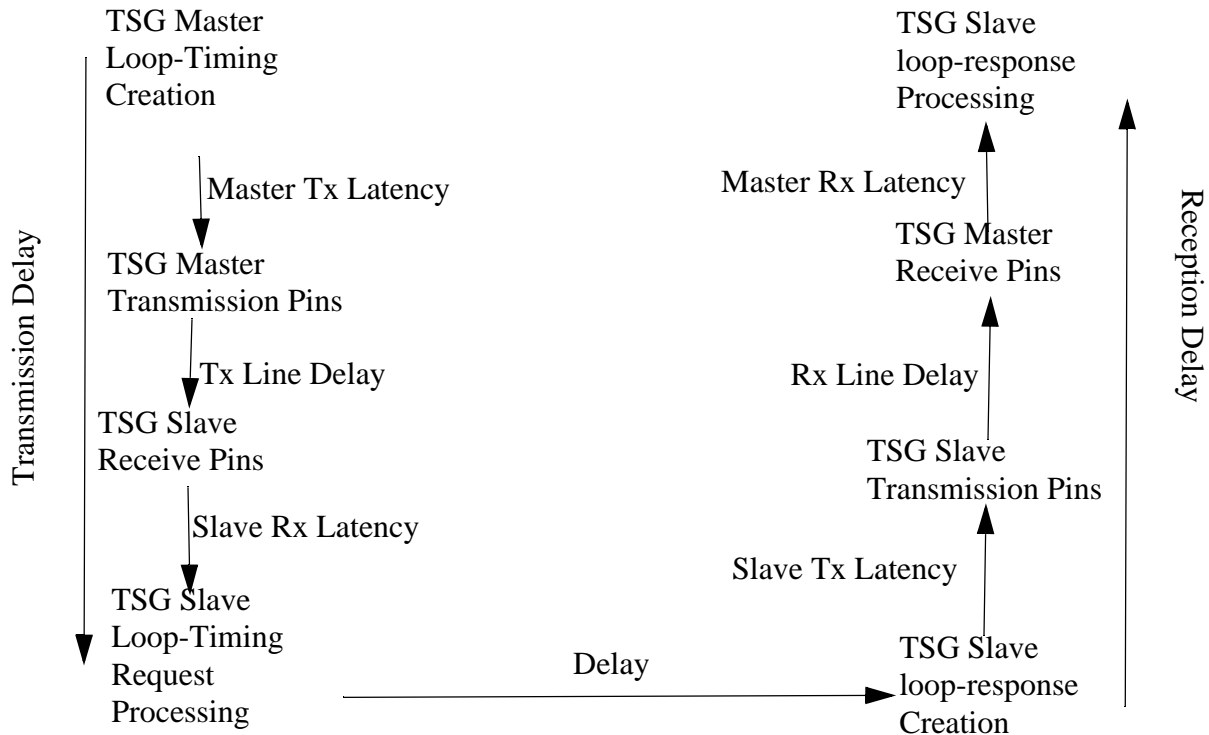 TSG Master
Loop-Timing
Creation
Master Tx Latency
TSG Master
Transmission Pins
Tx Line Delay
TSG Slave
Receive Pins
Slave Rx Latency
TSG Slave
Loop-Timing
Request
Processing
Transmission Delay
Delay
TSG Slave
loop-response
Processing
Master Rx Latency
TSG Master
Receive Pins
Rx Line Delay
TSG Slave
Transmission Pins
Slave Tx Latency
TSG Slave
loop-response
Creation
Reception Delay